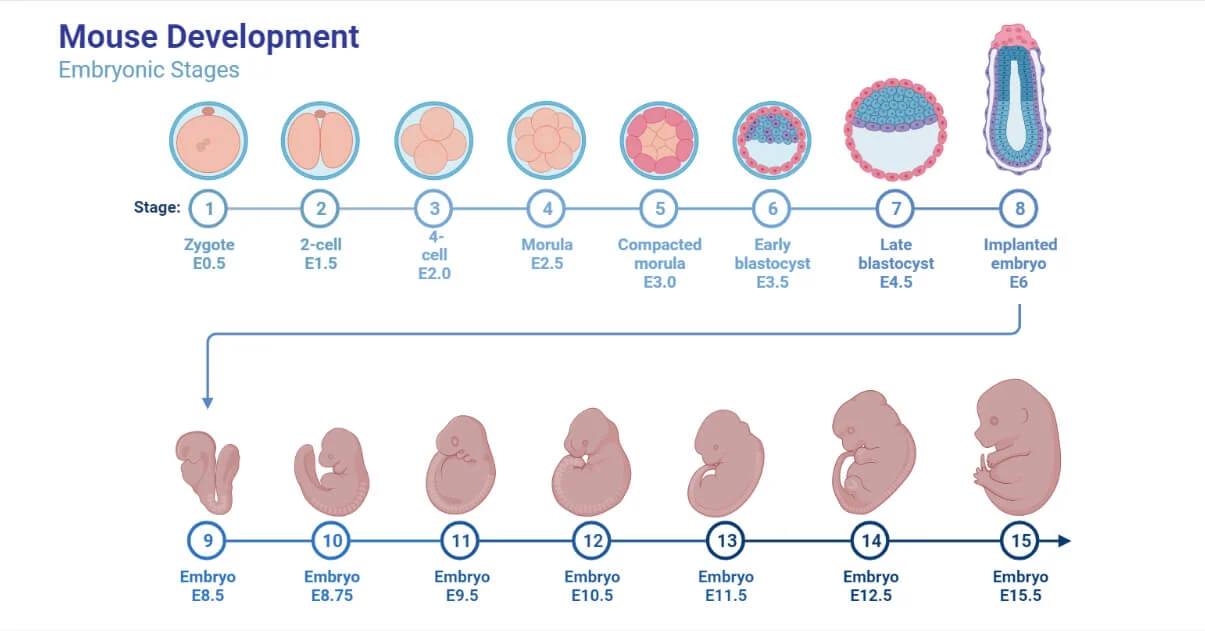 Mouse Development
Embryonic Stages
Stage:
1
2
3
4
5
6
7
8
Zygote
E0.5
2-cell
E1.5
4-
cell
E2.0
Morula
E2.5
Compacted
morula
E3.0
Early
blastocyst
E3.5
Late
blastocyst
E4.5
Implanted
embryo
E6
9
10
11
12
13
14
15
Embryo
E8.5
Embryo
E8.75
Embryo
E9.5
Embryo
E10.5
Embryo
E11.5
Embryo
E12.5
Embryo
E15.5